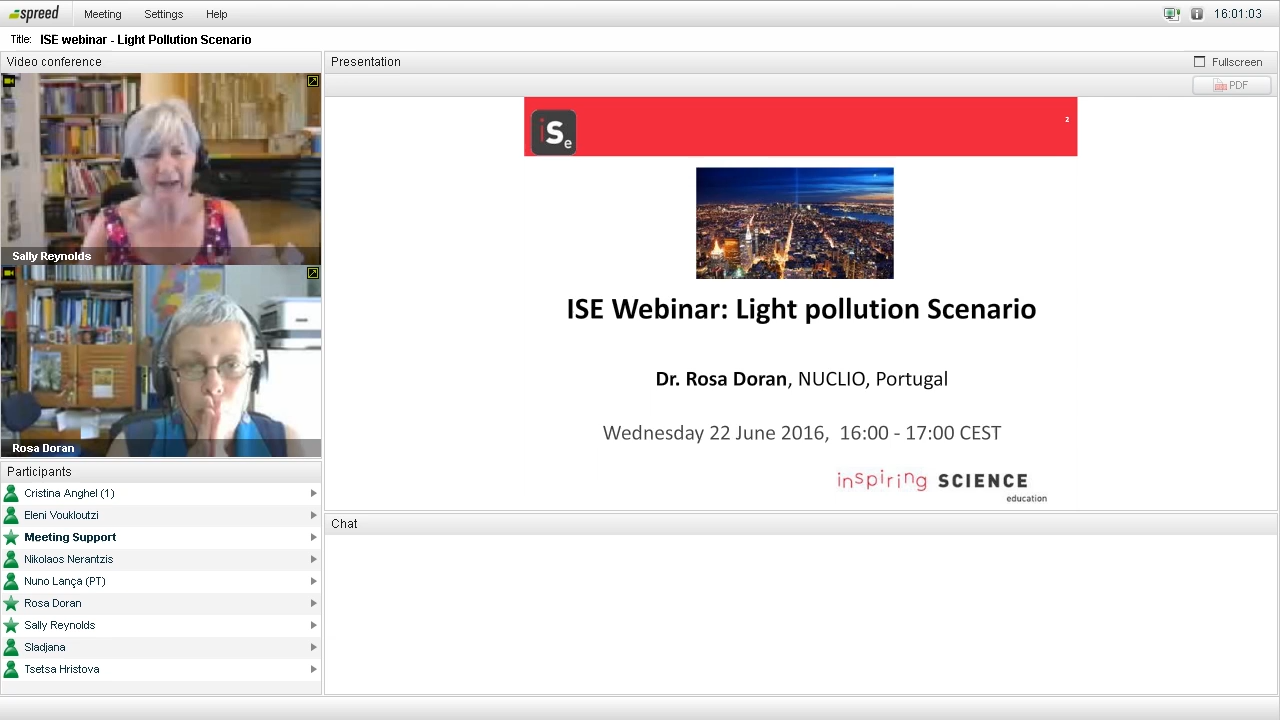 spreed Meeting Settings Help 16:01:03
Title: ISE webinar - Light Pollution Scenario
Video conference
Sally Reynolds
Rosa Doran
Participants
Cristina Anghel (1)
Eleni Voukloutzi
Meeting Support
Nikolaos Nerantzis
Nuno Lança (PT)
Rosa Doran
Sally Reynolds
Sladjana
Tsetsa Hristova
Presentation
Fullscreen
PDF
iSe
2
ISE Webinar: Light pollution Scenario
Dr. Rosa Doran, NUCLIO, Portugal
Wednesday 22 June 2016, 16:00 - 17:00 CEST
inspiring SCIENCE
education
Chat